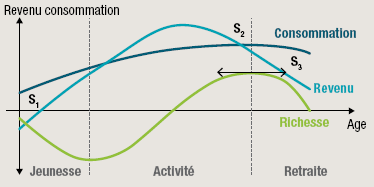 Revenu consommation
S2
Consommation
S3
S1
Revenu
Richesse
Age
Jeunesse
Activité
Retraite